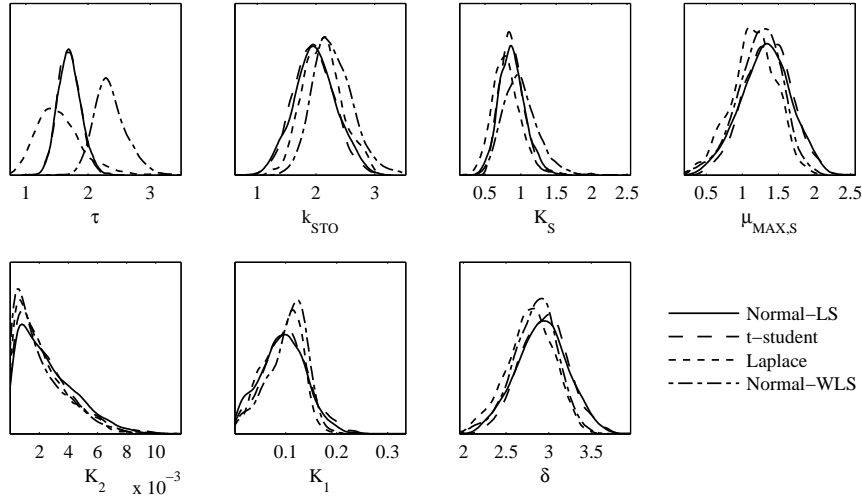 1 2 3
τ
1 2 3
k_STO
0.5 1 1.5 2 2.5
K_S
0.5 1 1.5 2 2.5
μ_MAX,S
2 4 6 8 10
K_2
x 10^−3
0.1 0.2 0.3
K_1
2 2.5 3 3.5
δ
Normal−LS
t−student
Laplace
Normal−WLS